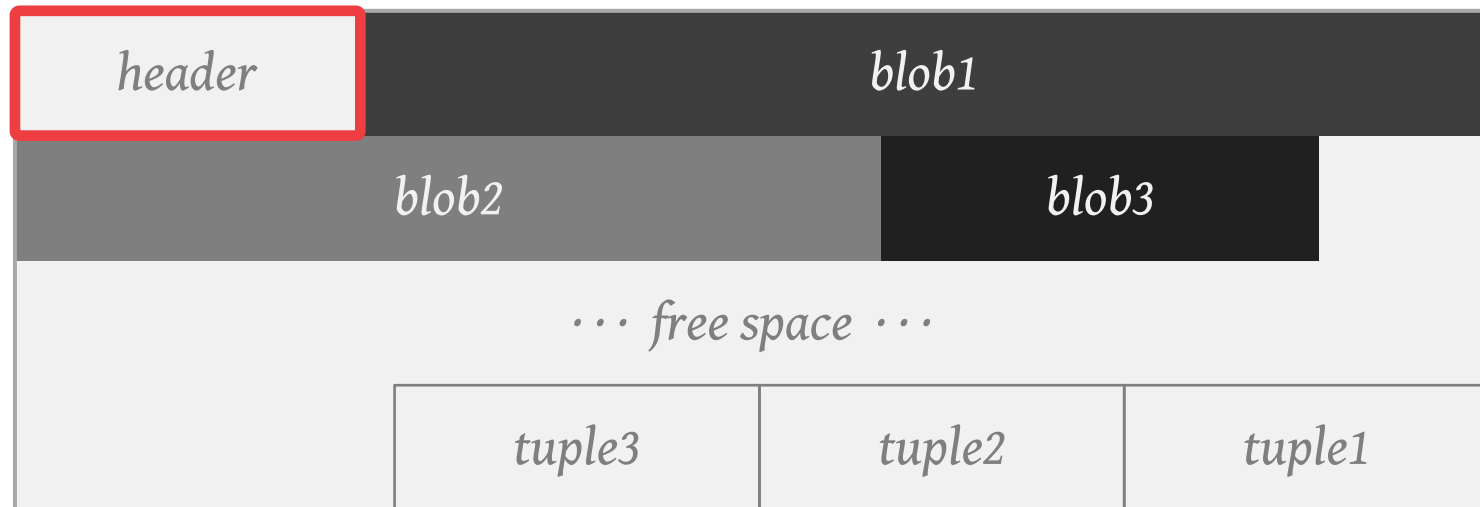 header blob1
blob2 blob3
··· free space ···
tuple3 tuple2 tuple1